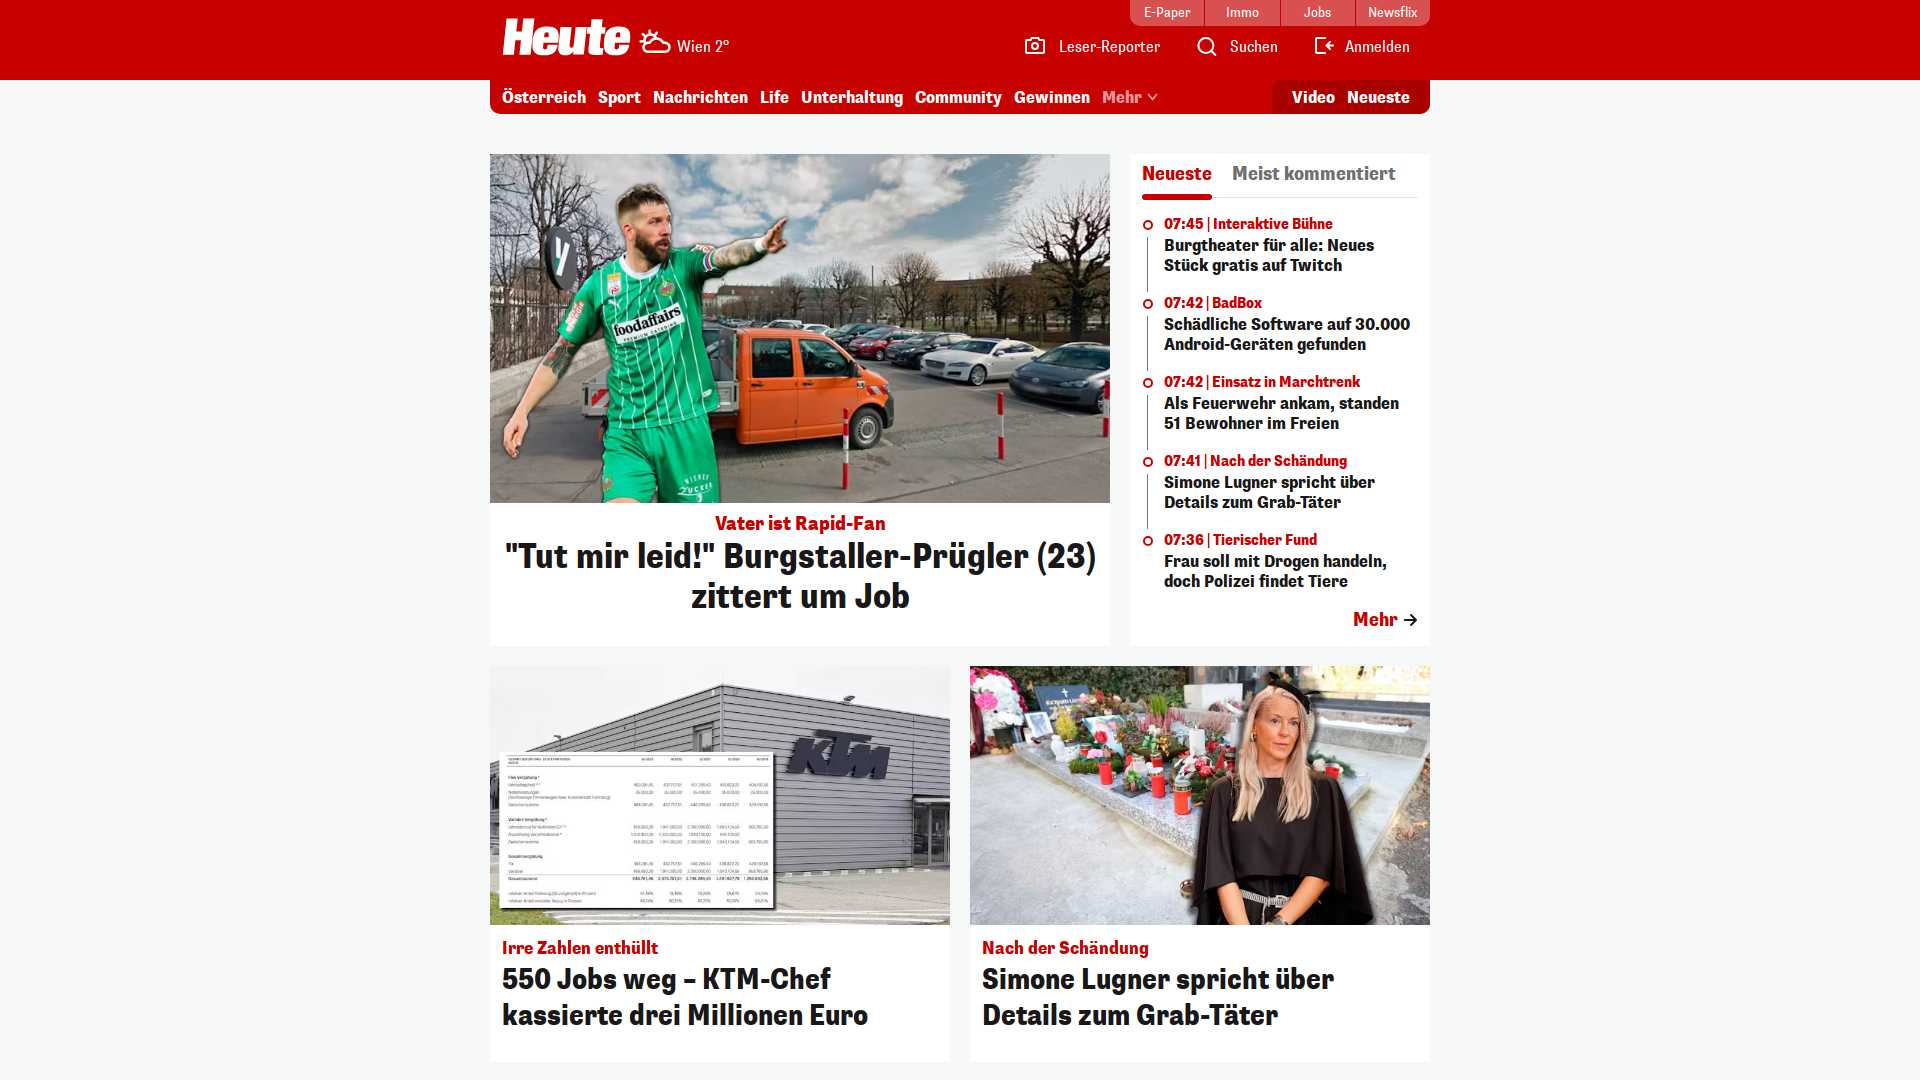 E-Paper
Immo
Jobs
Newsflix
Heute
Wien 2°
Leser-Reporter
Suchen
Anmelden
Österreich
Sport
Nachrichten
Life
Unterhaltung
Community
Gewinnen
Mehr
Video
Neueste
foodaffairs
PREMIUM CATERING
WIENER
ZUCKER
Vater ist Rapid-Fan
"Tut mir leid!" Burgstaller-Prügler (23)
zittert um Job
Neueste
Meist kommentiert
07:45 | Interaktive Bühne
Burgtheater für alle: Neues
Stück gratis auf Twitch
07:42 | BadBox
Schädliche Software auf 30.000
Android-Geräten gefunden
07:42 | Einsatz in Marchtrenk
Als Feuerwehr ankam, standen
51 Bewohner im Freien
07:41 | Nach der Schändung
Simone Lugner spricht über
Details zum Grab-Täter
07:36 | Tierischer Fund
Frau soll mit Drogen handeln,
doch Polizei findet Tiere
Mehr
KTM
Irre Zahlen enthüllt
550 Jobs weg – KTM-Chef
kassierte drei Millionen Euro
Nach der Schändung
Simone Lugner spricht über
Details zum Grab-Täter